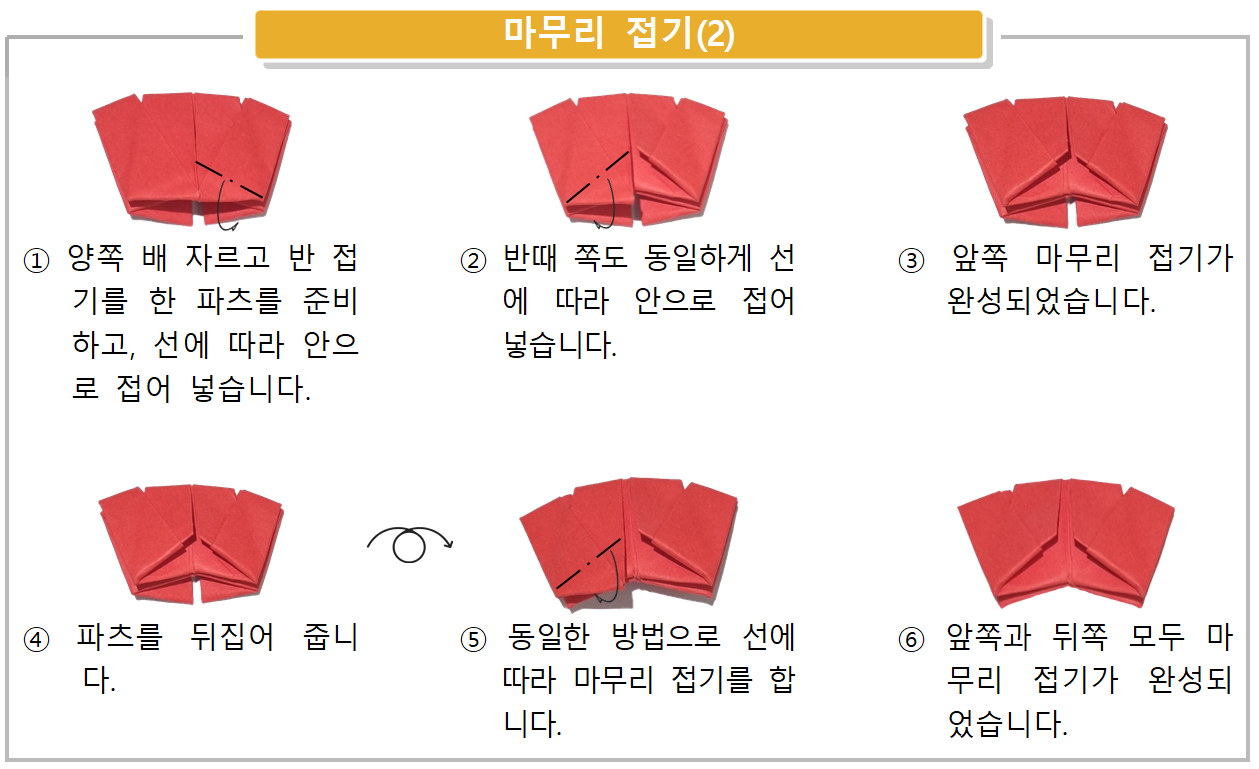 마무리 접기(2)
① 양쪽 배 자르고 반 접
기를 한 파츠를 준비
하고, 선에 따라 안으
로 접어 넣습니다.
② 반때 쪽도 동일하게 선
에 따라 안으로 접어
넣습니다.
③ 앞쪽 마무리 접기가
완성되었습니다.
④ 파츠를 뒤집어 줍니
다.
⑤ 동일한 방법으로 선에
따라 마무리 접기를 합
니다.
⑥ 앞쪽과 뒤쪽 모두 마
무리 접기가 완성되
었습니다.